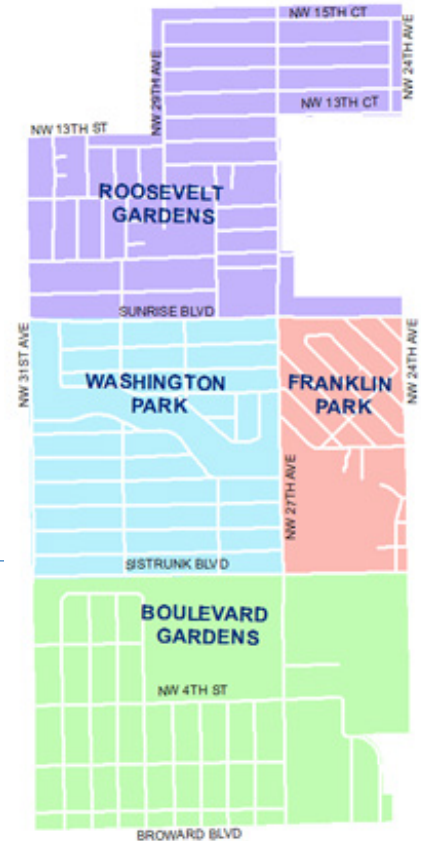 NW 15TH CT
NW 29TH AVE
NW 24TH AVE
NW 13TH CT
NW 13TH ST
ROOSEVELT
GARDENS
SUNRISE BLVD
NW 31ST AVE
WASHINGTON
PARK
FRANKLIN
PARK
NW 24TH AVE
NW 27TH AVE
SISTRUNK BLVD
BOULEVARD
GARDENS
NW 4TH ST
BROWARD BLVD